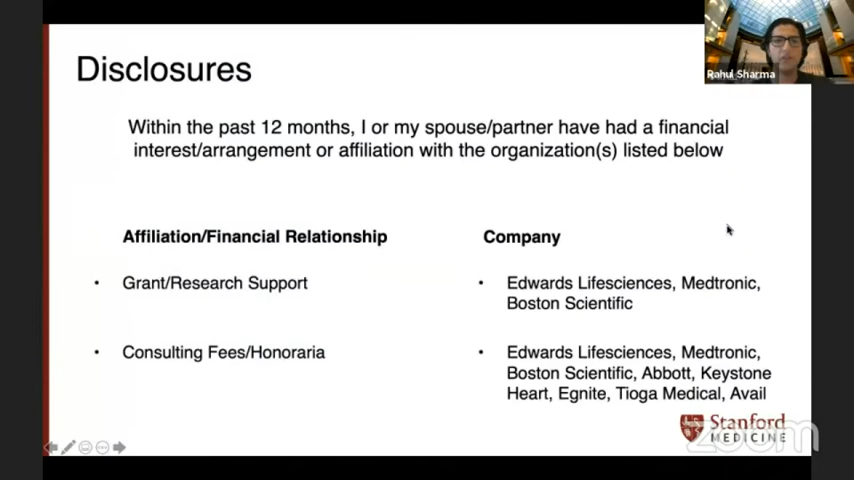 Disclosures
Rahul Sharma
Within the past 12 months, I or my spouse/partner have had a financial
interest/arrangement or affiliation with the organization(s) listed below
Affiliation/Financial Relationship
Company
• Grant/Research Support
• Edwards Lifesciences, Medtronic,
Boston Scientific
• Consulting Fees/Honoraria
• Edwards Lifesciences, Medtronic,
Boston Scientific, Abbott, Keystone
Heart, Egnite, Tioga Medical, Avail
Stanford
MEDICINE
zoom